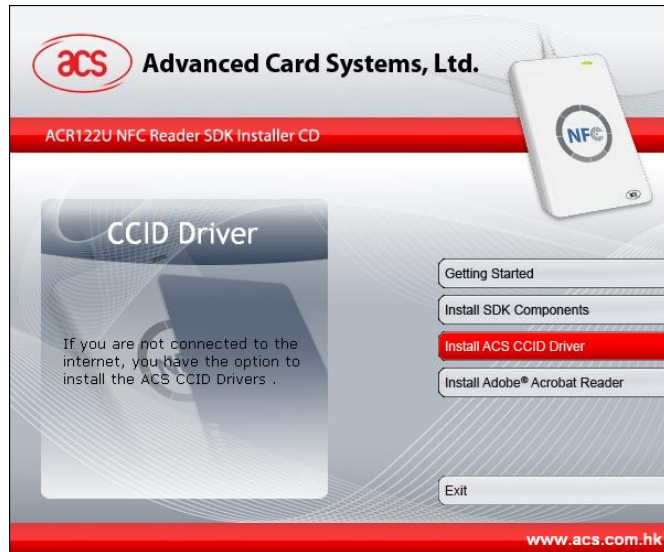 acs Advanced Card Systems, Ltd.
ACR122U NFC Reader SDK Installer CD
NFC
acs
CCID Driver
If you are not connected to the
internet, you have the option to
install the ACS CCID Drivers .
Getting Started
Install SDK Components
Install ACS CCID Driver
Install Adobe® Acrobat Reader
Exit
www.acs.com.hk